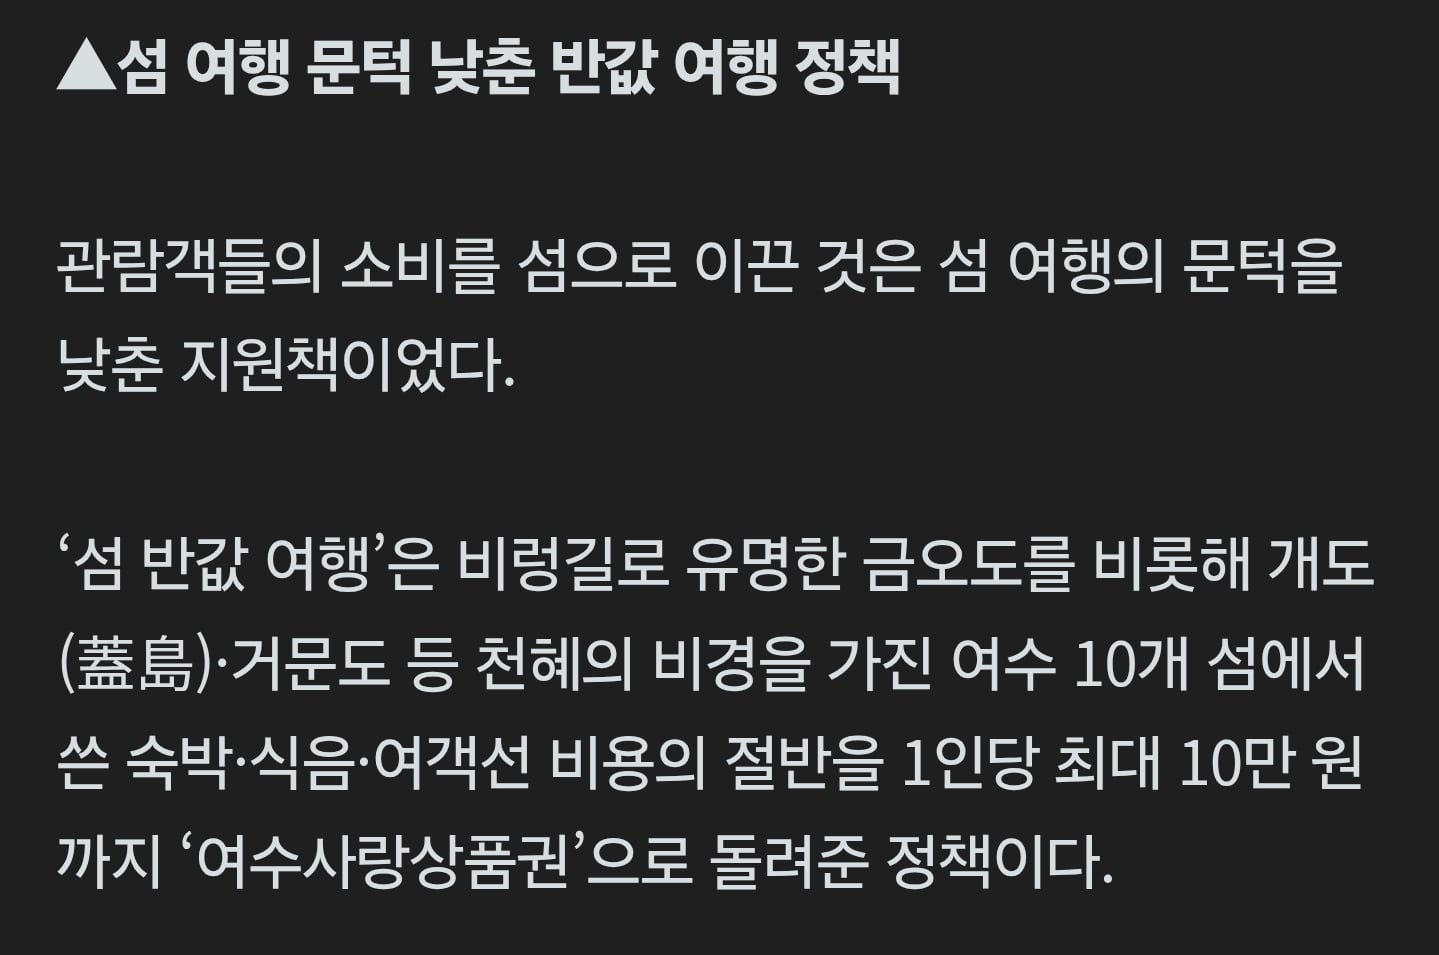 ▲섬 여행 문턱 낮춘 반값 여행 정책
관람객들의 소비를 섬으로 이끈 것은 섬 여행의 문턱을
낮춘 지원책이었다.
‘섬 반값 여행’은 비렁길로 유명한 금오도를 비롯해 개도
(蓋島)·거문도 등 천혜의 비경을 가진 여수 10개 섬에서
쓴 숙박·식음·여객선 비용의 절반을 1인당 최대 10만 원
까지 ‘여수사랑상품권’으로 돌려준 정책이다.